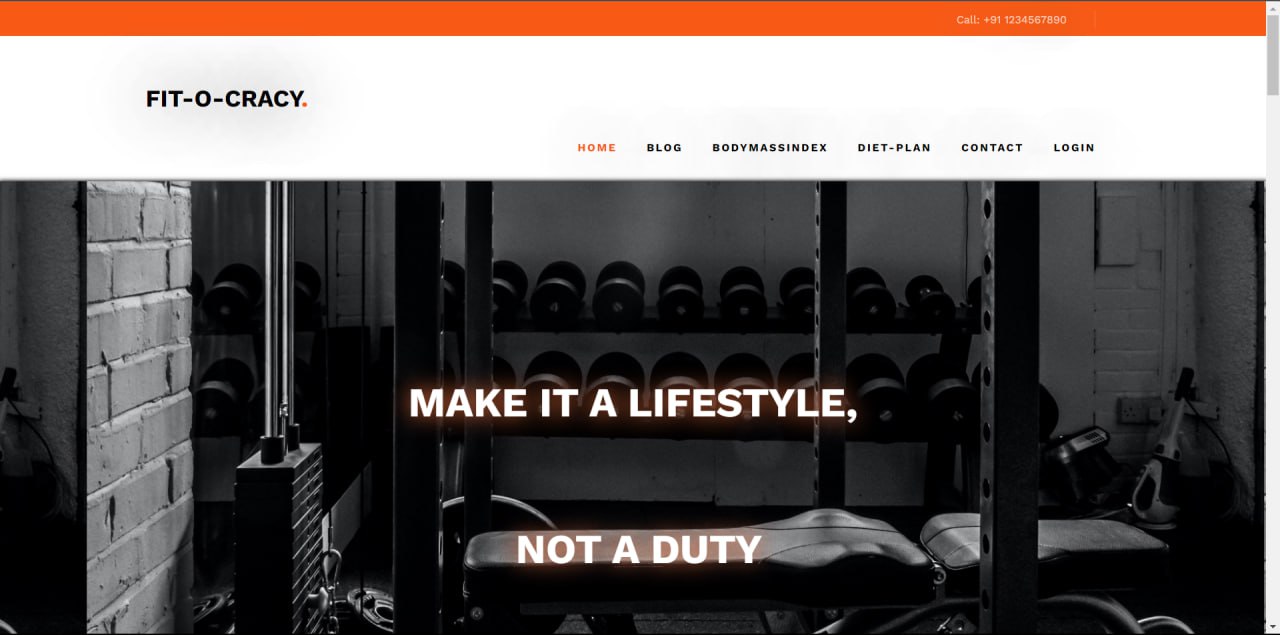 Call: +91 1234567890
FIT-O-CRACY.
HOME BLOG BODYMASSINDEX DIET-PLAN CONTACT LOGIN
MAKE IT A LIFESTYLE,
NOT A DUTY